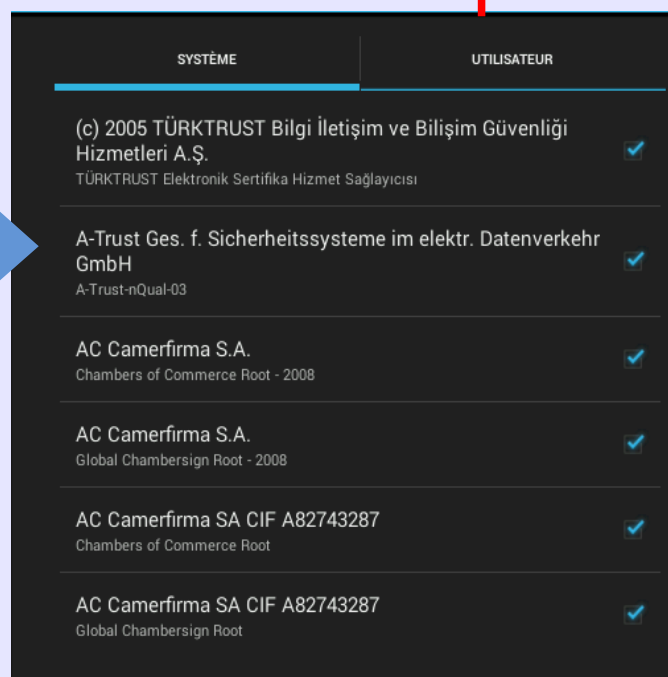 SYSTÈME
UTILISATEUR
(c) 2005 TÜRKTRUST Bilgi İletişim ve Bilişim Güvenliği
Hizmetleri A.Ş.
TÜRKTRUST Elektronik Sertifika Hizmet Sağlayıcısı
A-Trust Ges. f. Sicherheitssysteme im elektr. Datenverkehr
GmbH
A-Trust-nQual-03
AC Camerfirma S.A.
Chambers of Commerce Root - 2008
AC Camerfirma S.A.
Global Chambersign Root - 2008
AC Camerfirma SA CIF A82743287
Chambers of Commerce Root
AC Camerfirma SA CIF A82743287
Global Chambersign Root